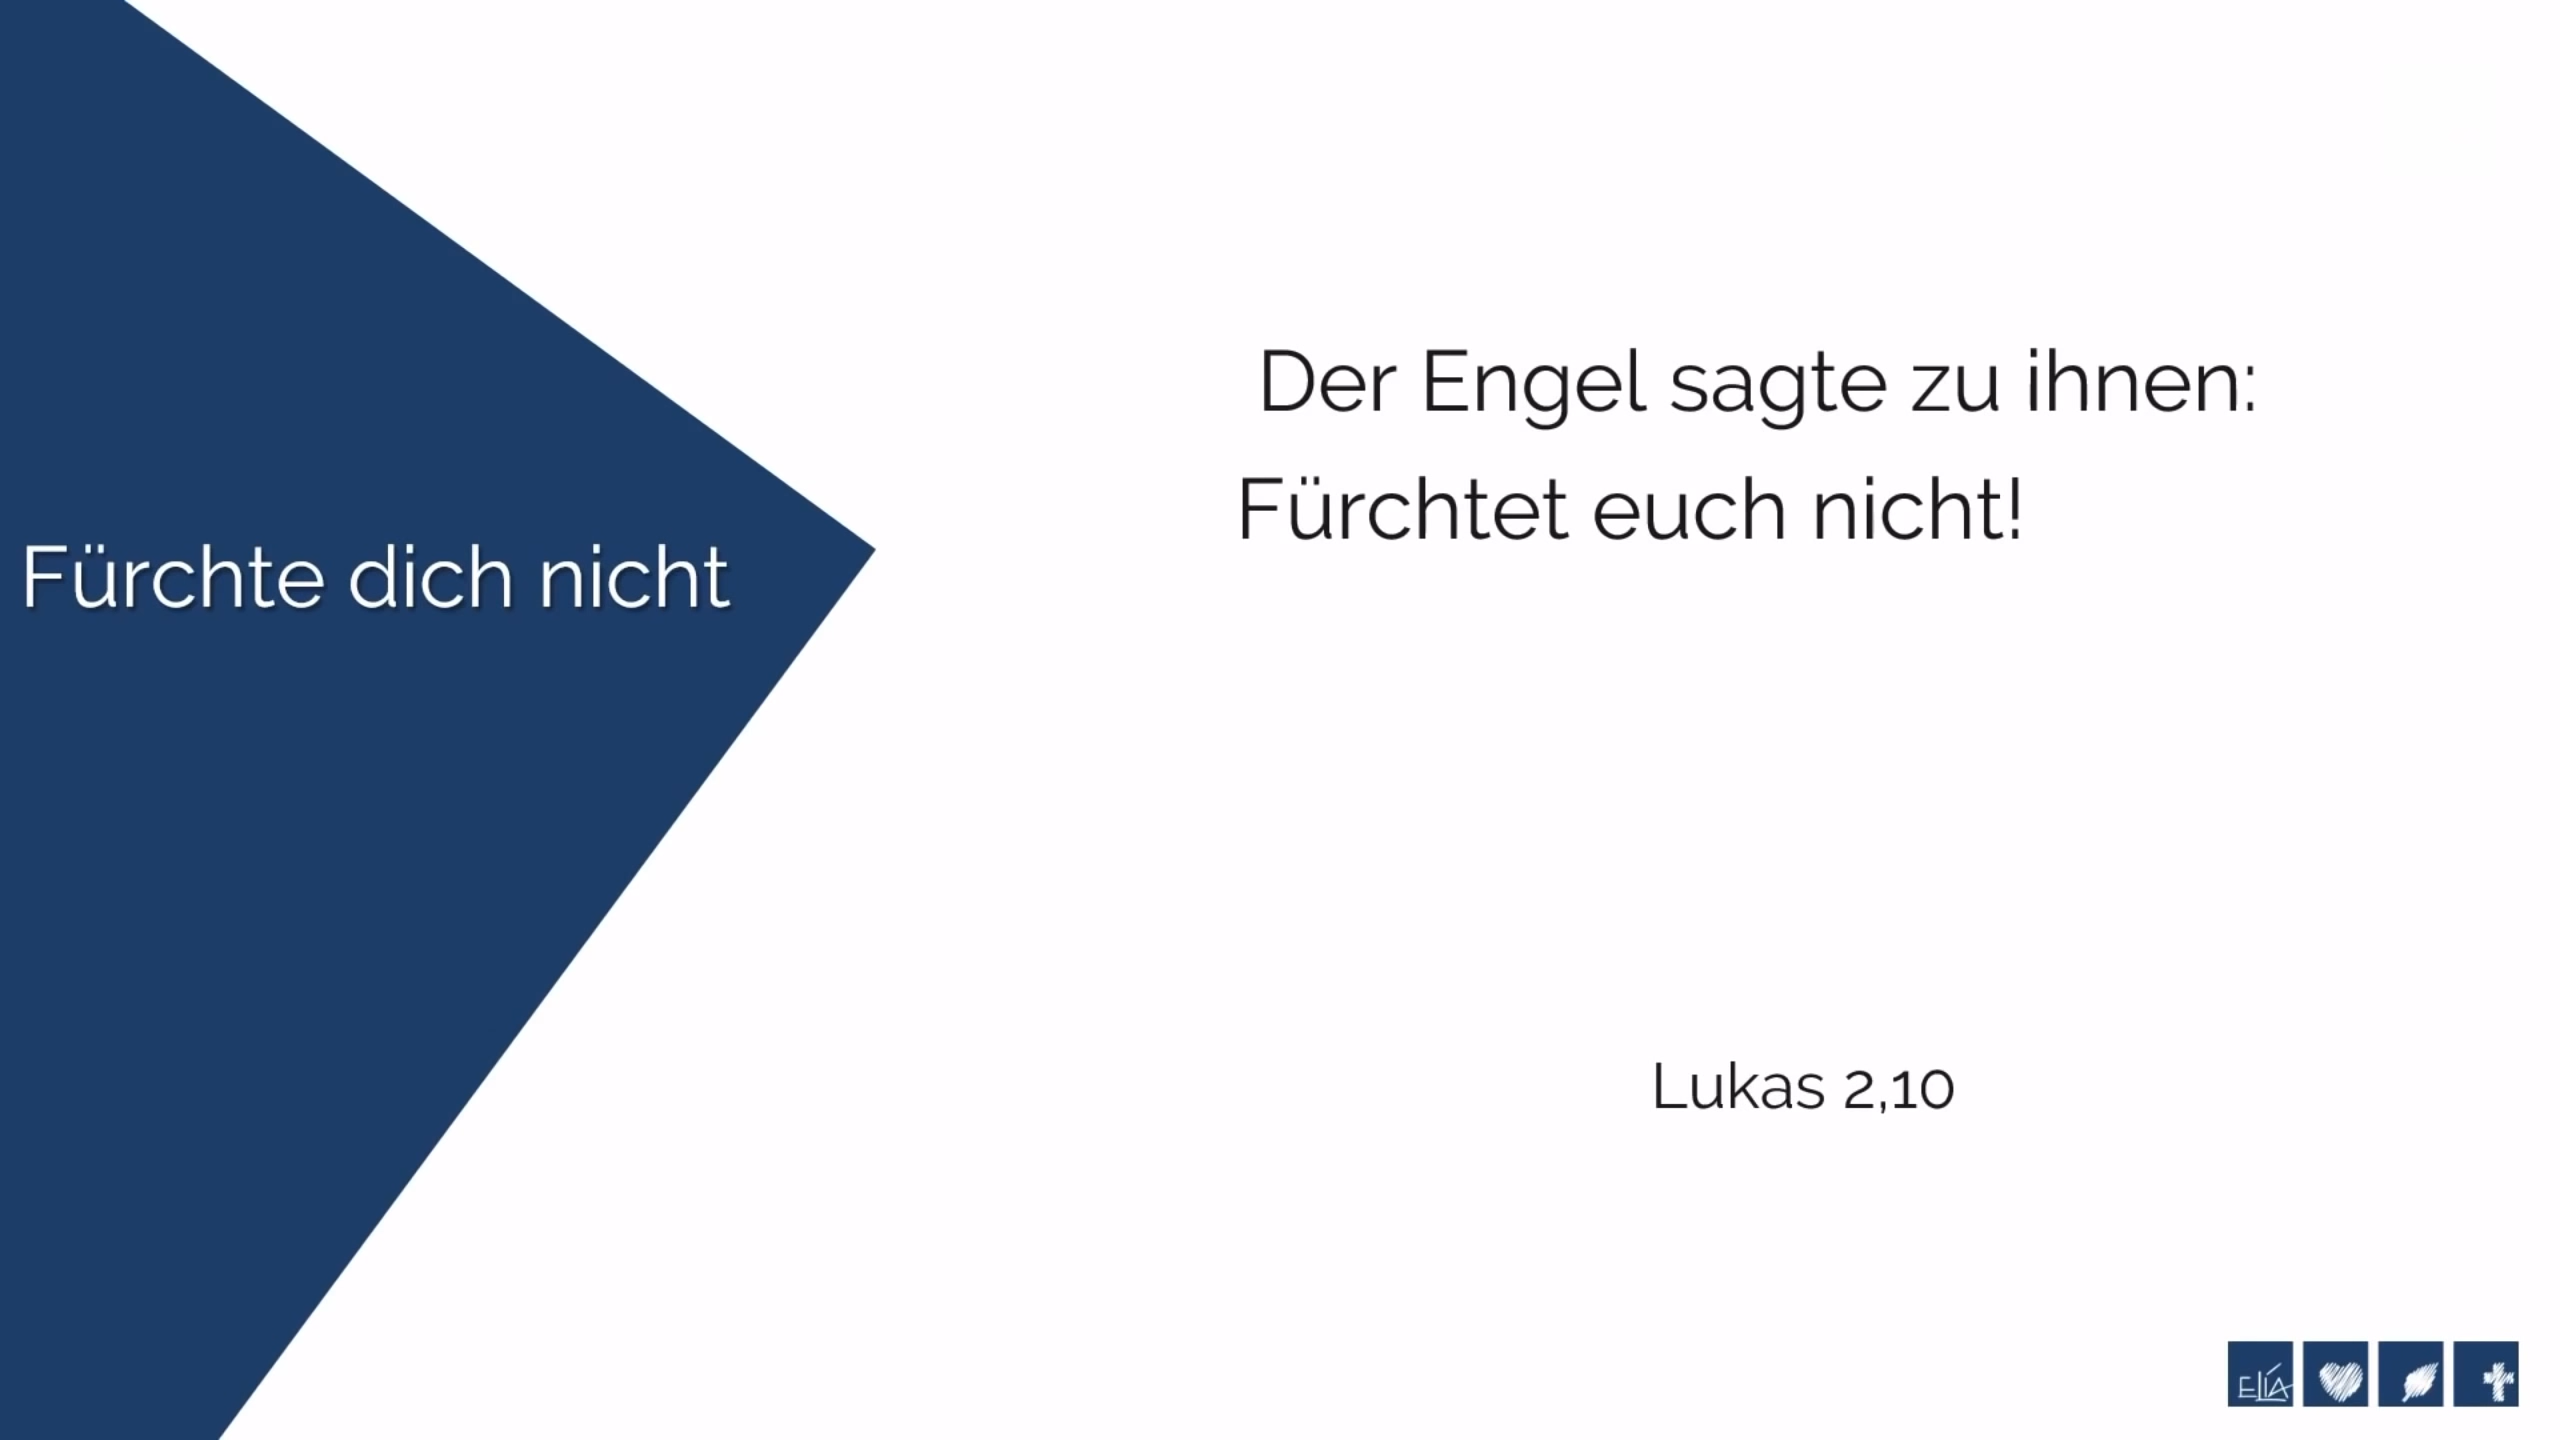 Fürchte dich nicht
Der Engel sagte zu ihnen:
Fürchtet euch nicht!
Lukas 2,10
ELIA